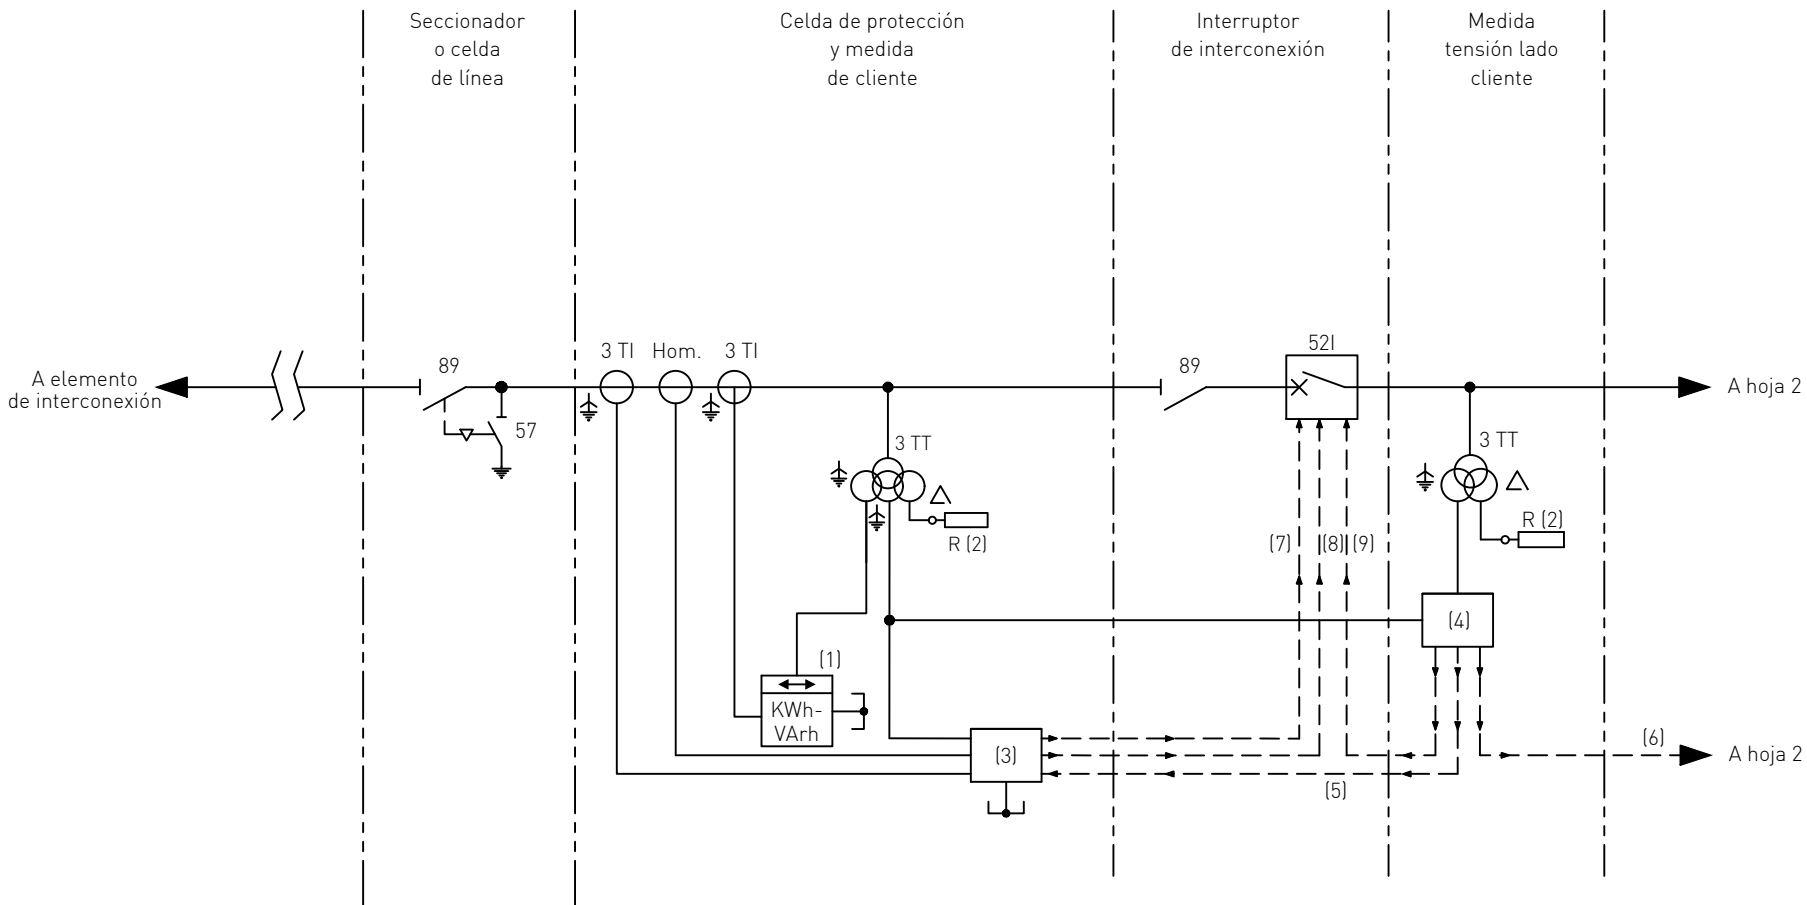 Seccionador
o celda
de línea
Celda de protección
y medida
de cliente
Interruptor
de interconexión
Medida
tensión lado
cliente
A elemento
de interconexión
89
57
3 TI
Hom.
3 TI
3 TT
R (2)
89
52I
3 TT
R (2)
A hoja 2
(7)
(8)
(9)
(4)
(1)
KWh-
VArh
(3)
(5)
(6)
A hoja 2